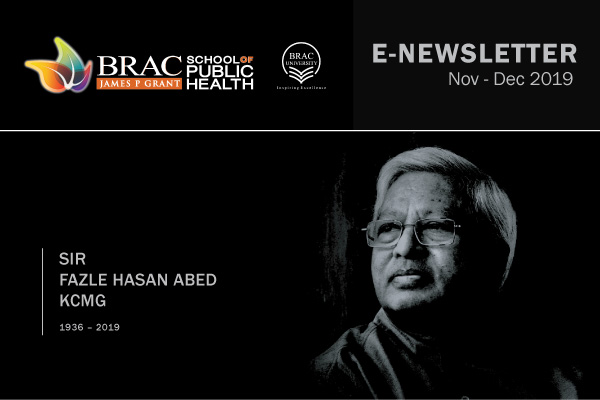 BRAC
JAMES P GRANT
SCHOOL OF
PUBLIC
HEALTH
BRAC
UNIVERSITY
Inspiring Excellence
E-NEWSLETTER
Nov - Dec 2019
SIR
FAZLE HASAN ABED
KCMG
1936 – 2019